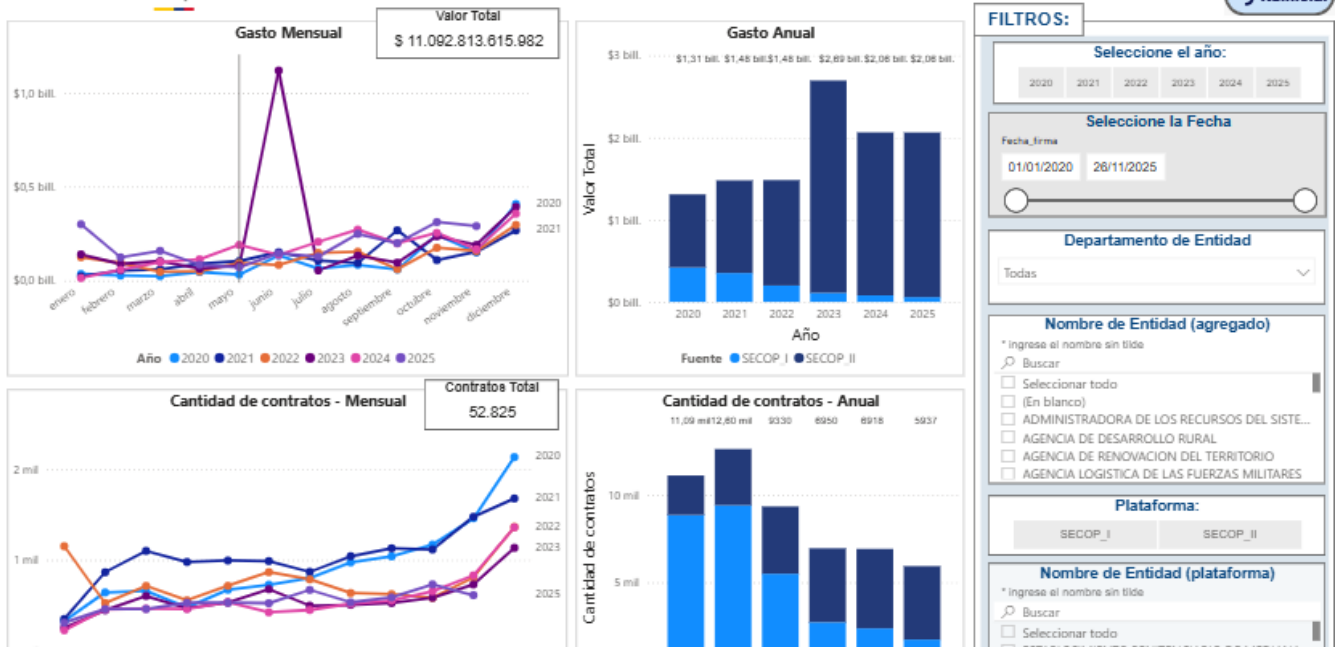 Gasto Mensual
Valor Total
$ 11.092.813.615.982
$1,0 bill.
$0,5 bill.
$0,0 bill.
2020
2021
enero
febrero
marzo
abril
mayo
junio
julio
agosto
septiembre
octubre
noviembre
diciembre
Año 2020 2021 2022 2023 2024 2025
Gasto Anual
$3 bill.
$1,31 bill. $1,48 bill. $1,48 bill. $2,69 bill. $2,06 bill. $2,06 bill.
$2 bill.
Valor Total
$1 bill.
$0 bill.
2020 2021 2022 2023 2024 2025
Año
Fuente SECOP_I SECOP_II
Cantidad de contratos - Mensual
Contratos Total
52.825
2020
2 mil
2021
2022
2023
1 mil
2025
Cantidad de contratos - Anual
11,09 mil 12,60 mil 9330 6950 6918 5937
10 mil
Cantidad de contratos
5 mil
FILTROS:
Seleccione el año:
2020 2021 2022 2023 2024 2025
Seleccione la Fecha
Fecha_firma
01/01/2020 26/11/2025
Departamento de Entidad
Todas
Nombre de Entidad (agregado)
* Ingrese el nombre sin tilde
Buscar
Seleccionar todo
(En blanco)
ADMINISTRADORA DE LOS RECURSOS DEL SISTE...
AGENCIA DE DESARROLLO RURAL
AGENCIA DE RENOVACION DEL TERRITORIO
AGENCIA LOGISTICA DE LAS FUERZAS MILITARES
Plataforma:
SECOP_I SECOP_II
Nombre de Entidad (plataforma)
* Ingrese el nombre sin tilde
Buscar
Seleccionar todo